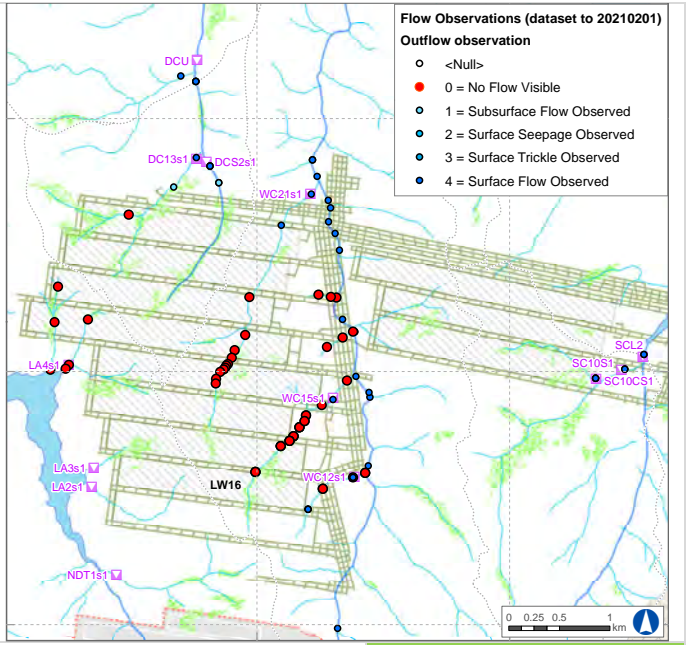 Flow Observations (dataset to 20210201)
Outflow observation
<Null>
0 = No Flow Visible
1 = Subsurface Flow Observed
2 = Surface Seepage Observed
3 = Surface Trickle Observed
4 = Surface Flow Observed
DCU
DC13s1
DCS2s1
WC21s1
SCL2
LA4s1
SC10S1
SC10CS1
WC15s1
LA3s1
LA2s1
LW16
WC12s1
NDT1s1
0 0.25 0.5 1
km